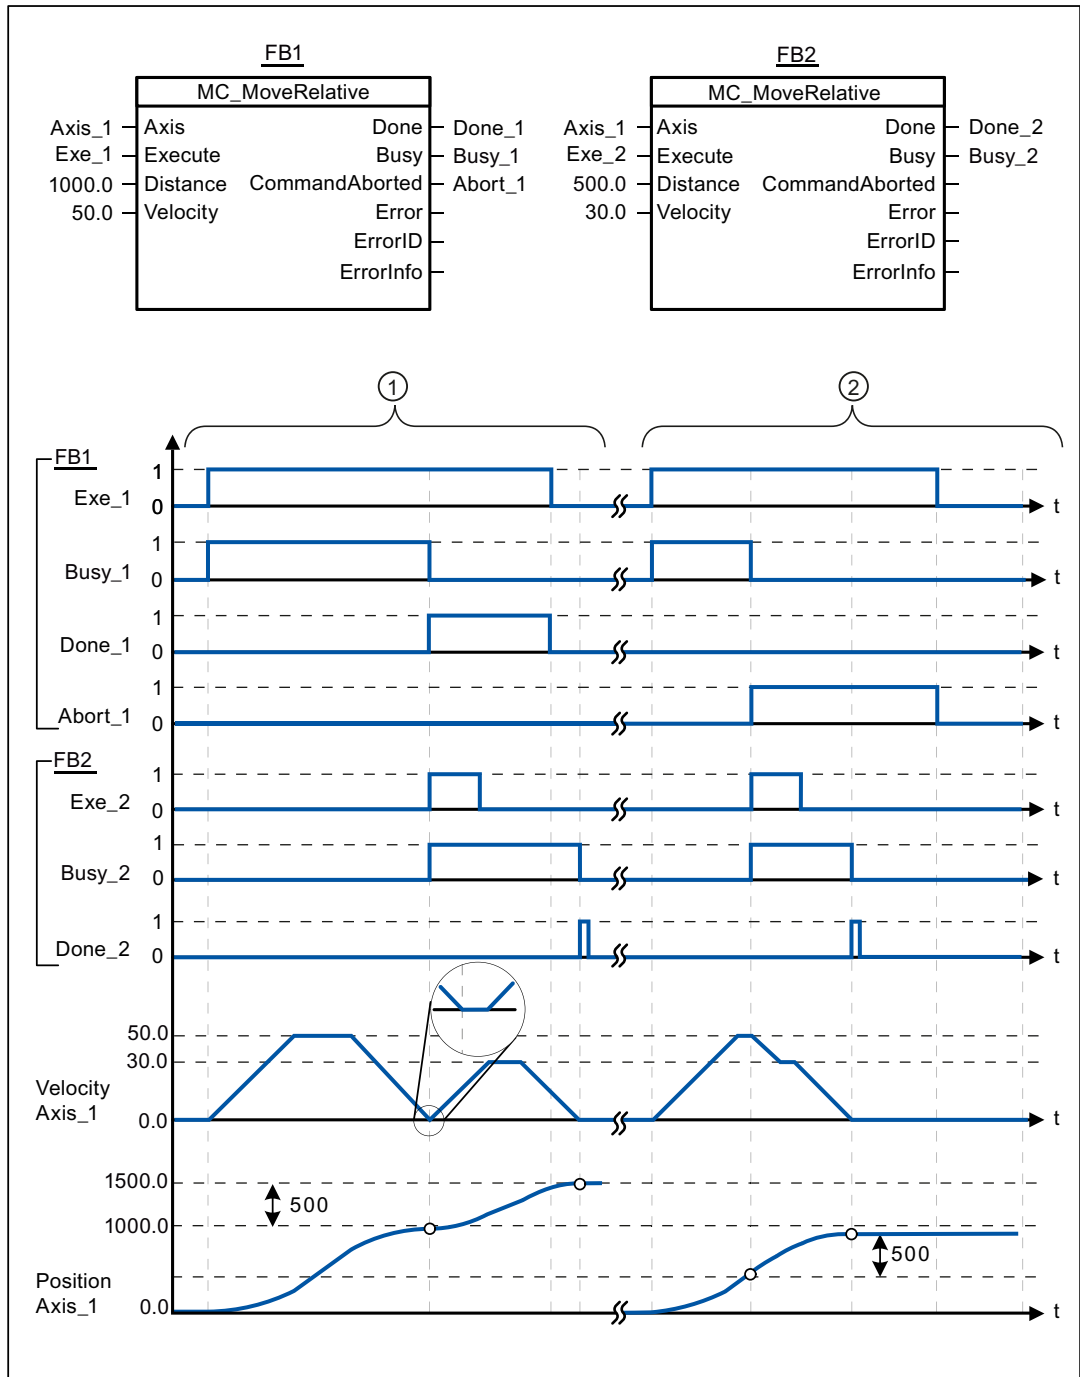 FB1 FB2
MC_MoveRelative MC_MoveRelative
Axis_1 Axis Done Done_1 Axis_1 Axis Done Done_2
Exe_1 Execute Busy Busy_1 Exe_2 Execute Busy Busy_2
1000.0 Distance CommandAborted Abort_1 500.0 Distance CommandAborted
50.0 Velocity Error 30.0 Velocity Error
ErrorID ErrorID
ErrorInfo ErrorInfo
1 2
FB1
1
Exe_1 0 t
1
Busy_1 0 t
1
Done_1 0 t
1
Abort_1 0 t
FB2
1
Exe_2 0 t
1
Busy_2 0 t
1
Done_2 0 t
50.0
30.0
Velocity
Axis_1
0.0 t
1500.0
500
1000.0
500
Position
Axis_1
0.0 t